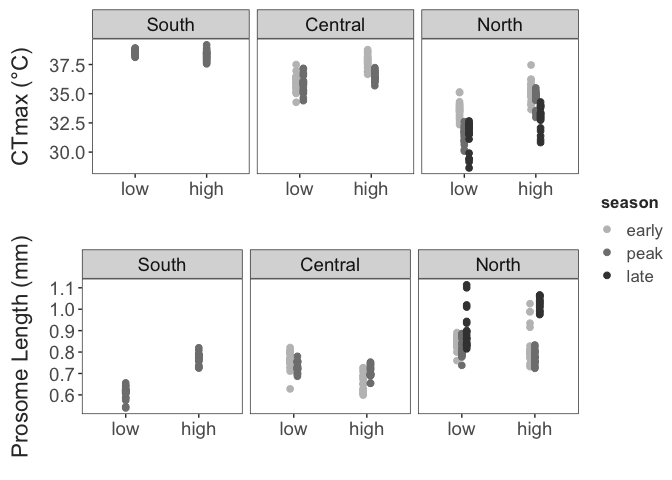 South Central North
CTmax (°C)
37.5
35.0
32.5
30.0
low high low high low high
season
early
peak
late
South Central North
Prosome Length (mm)
1.1
1.0
0.9
0.8
0.7
0.6
low high low high low high